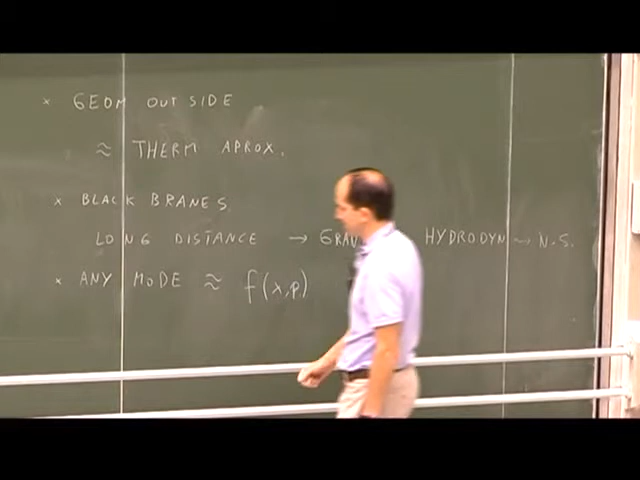 × GEOM OUTSIDE
≈ THERM APROX.
× BLACK BRANES
LONG DISTANCE → GRAV HYDRODYN → N.S.
× ANY MODE ≈ f(x,p)